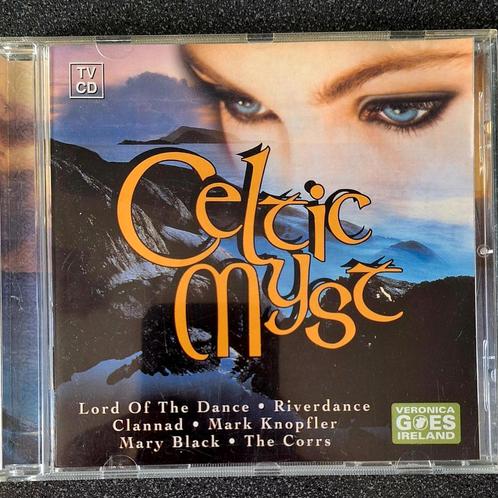 TV
CD
Celtic
Myst
Lord Of The Dance • Riverdance
Clannad • Mark Knopfler
Mary Black • The Corrs
VERONICA
GOES
IRELAND